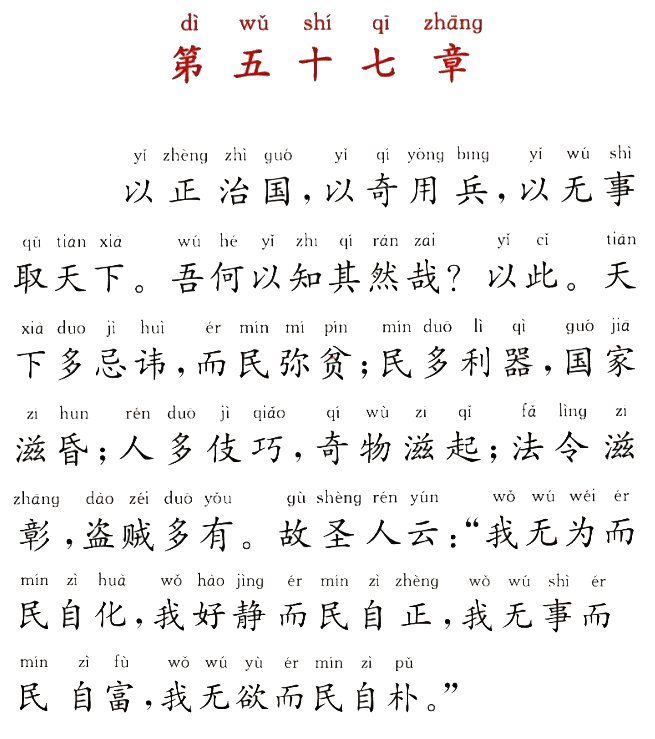 dì wǔ shí qī zhāng
第五十七章
yǐ zhèng zhì guó yǐ qí yòng bīng yǐ wú shì
以正治国，以奇用兵，以无事
qǔ tiān xià wú hé yǐ zhī qí rán zāi yǐ cǐ tiān
取天下。吾何以知其然哉？以此。天
xià duō jì huì ér mín mí pín mín duō lì qì guó jiā
下多忌讳，而民弥贫；民多利器，国家
zī hūn rén duō jì qiǎo qí wù zī qǐ fǎ lìng zī
滋昏；人多伎巧，奇物滋起；法令滋
zhāng dào zéi duō yǒu gù shèng rén yún wǒ wú wéi ér
彰，盗贼多有。故圣人云：“我无为而
mín zì huà wǒ hào jìng ér mín zì zhèng wǒ wú shì ér
民自化，我好静而民自正，我无事而
mín zì fù wǒ wú yù ér mín zì pǔ
民自富，我无欲而民自朴。”